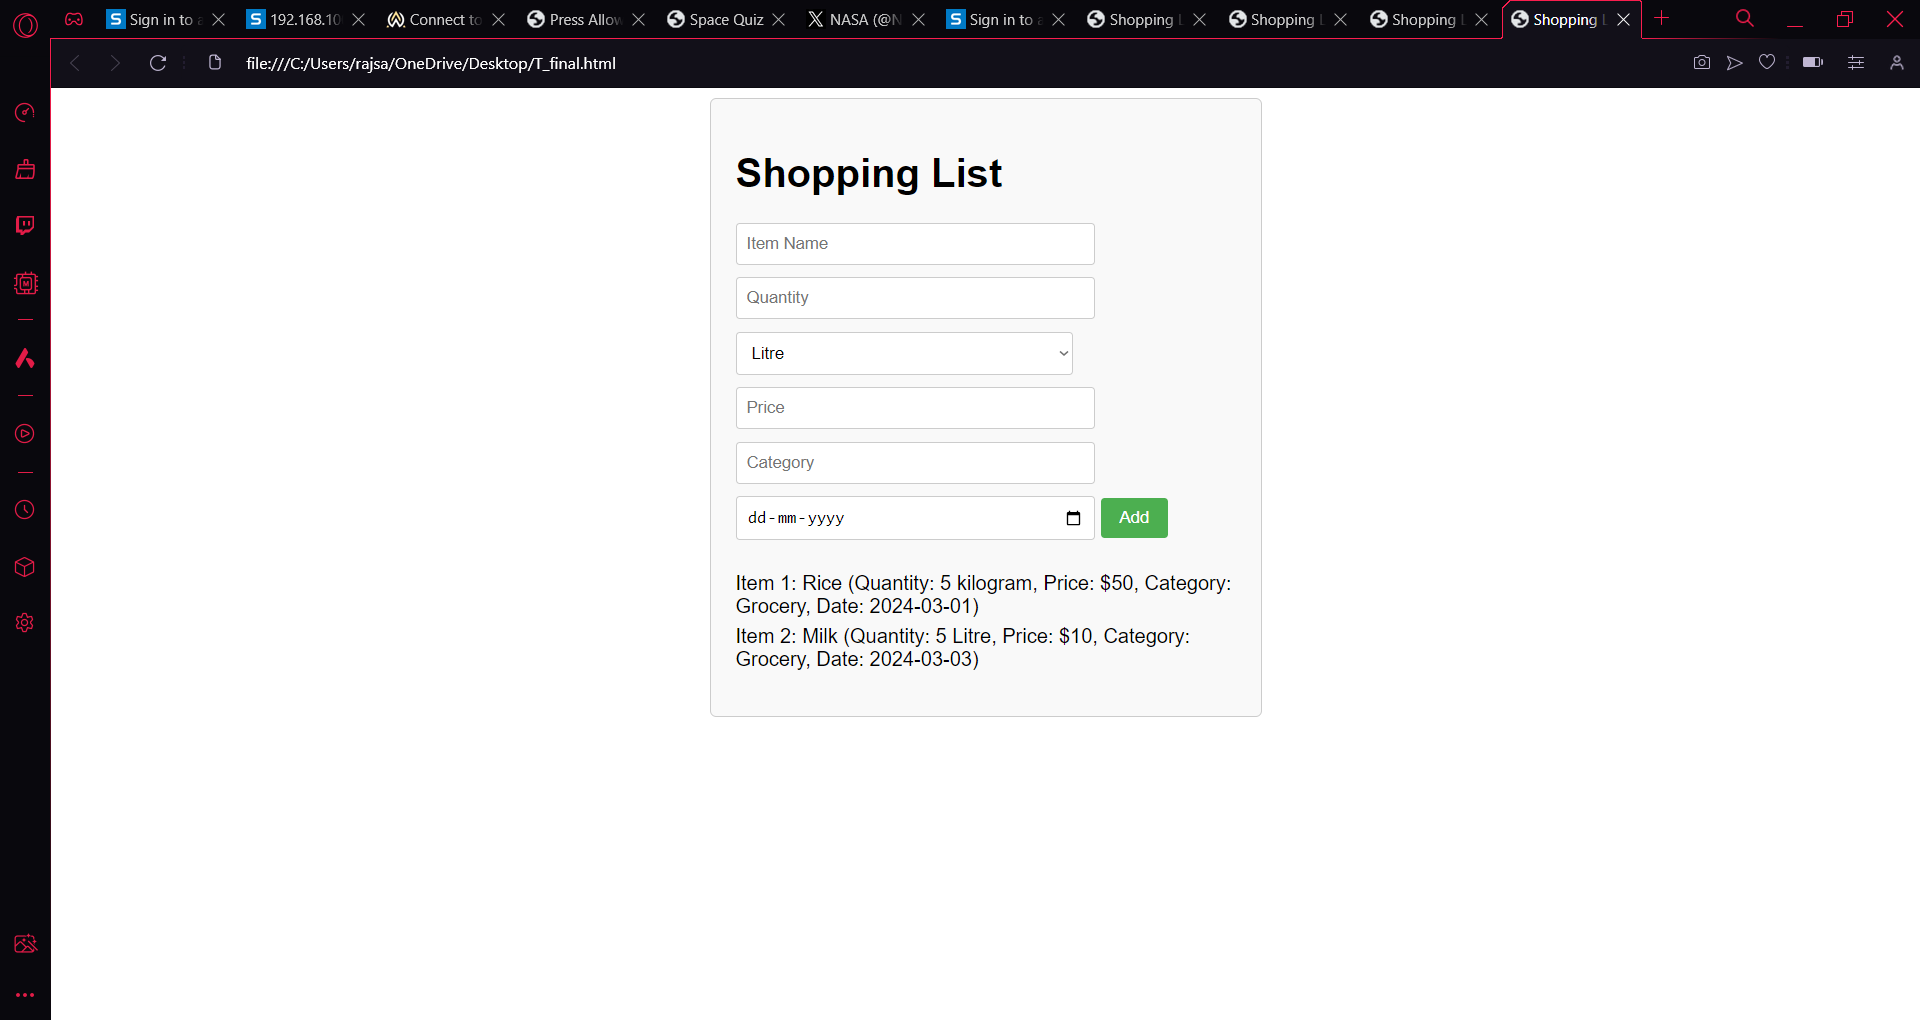 Sign in to a
192.168.10
Connect to
Press Allow
Space Quiz
NASA (@N
Sign in to a
Shopping L
Shopping L
Shopping L
Shopping L
file:///C:/Users/rajsa/OneDrive/Desktop/T_final.html
Shopping List
Item Name
Quantity
Litre
Price
Category
dd-mm-yyyy
Add
Item 1: Rice (Quantity: 5 kilogram, Price: $50, Category:
Grocery, Date: 2024-03-01)
Item 2: Milk (Quantity: 5 Litre, Price: $10, Category:
Grocery, Date: 2024-03-03)